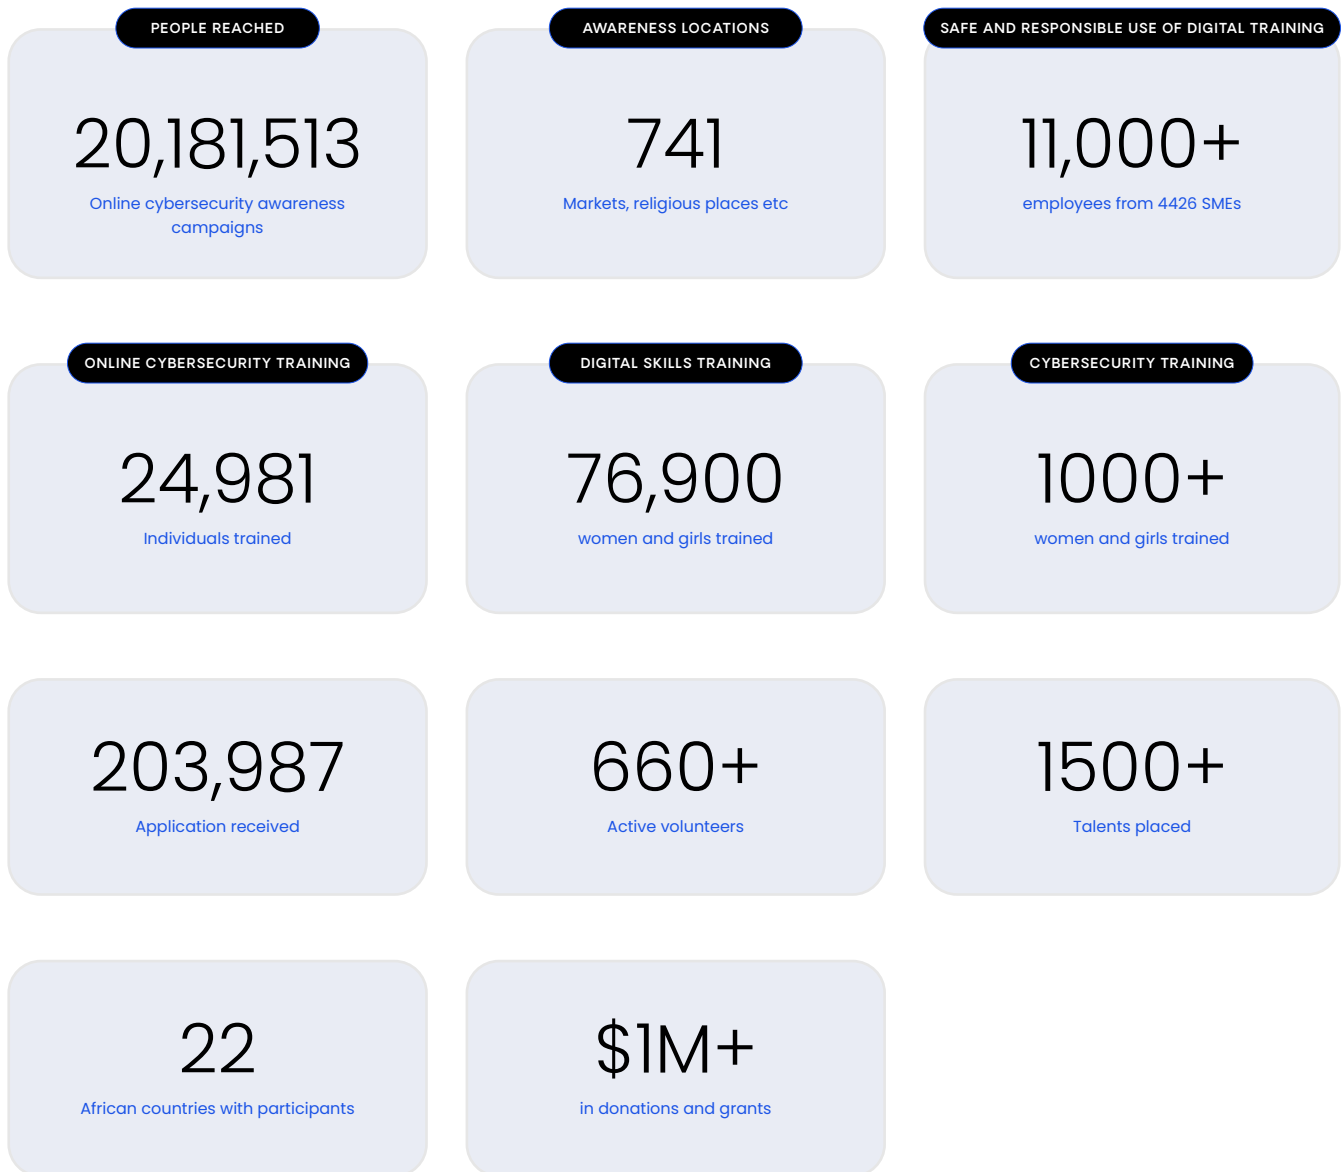 PEOPLE REACHED
20,181,513
Online cybersecurity awareness
campaigns
AWARENESS LOCATIONS
741
Markets, religious places etc
SAFE AND RESPONSIBLE USE OF DIGITAL TRAINING
11,000+
employees from 4426 SMEs
ONLINE CYBERSECURITY TRAINING
24,981
Individuals trained
DIGITAL SKILLS TRAINING
76,900
women and girls trained
CYBERSECURITY TRAINING
1000+
women and girls trained
203,987
Application received
660+
Active volunteers
1500+
Talents placed
22
African countries with participants
$1M+
in donations and grants